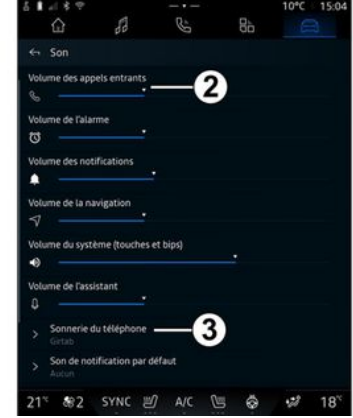 10°C 15:04
Son
Volume des appels entrants
2
Volume de l'alarme
Volume des notifications
Volume de la navigation
Volume du système (touches et bips)
Volume de l'assistant
Sonnerie du téléphone
3
Girtab
Son de notification par défaut
Aucun
21°C 2 SYNC A/C 18°